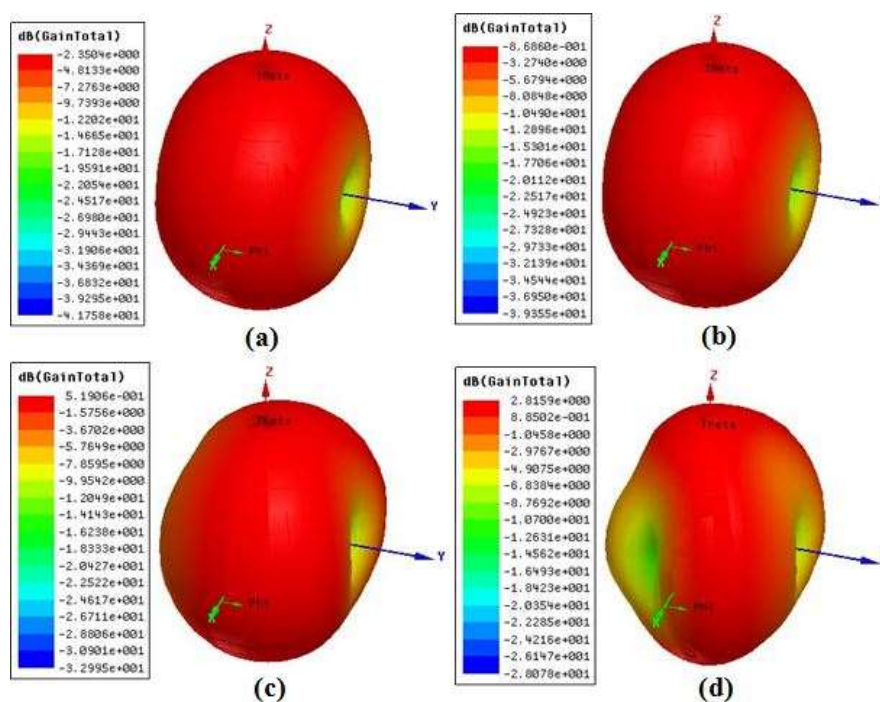 dB(GainTotal)
-2.3504e+000
-4.8133e+000
-7.2763e+000
-9.7393e+000
-1.2202e+001
-1.4665e+001
-1.7128e+001
-1.9591e+001
-2.2054e+001
-2.4517e+001
-2.6980e+001
-2.9443e+001
-3.1906e+001
-3.4369e+001
-3.6832e+001
-3.9295e+001
-4.1758e+001
Z
Theta
Phi
X
Y
(a)
dB(GainTotal)
-8.6860e-001
-3.2740e+000
-5.6794e+000
-8.0848e+000
-1.0490e+001
-1.2896e+001
-1.5301e+001
-1.7706e+001
-2.0112e+001
-2.2517e+001
-2.4923e+001
-2.7328e+001
-2.9733e+001
-3.2139e+001
-3.4544e+001
-3.6950e+001
-3.9355e+001
Z
Theta
Phi
X
(b)
dB(GainTotal)
5.1906e-001
-1.5756e+000
-3.6702e+000
-5.7649e+000
-7.8595e+000
-9.9542e+000
-1.2049e+001
-1.4143e+001
-1.6238e+001
-1.8333e+001
-2.0427e+001
-2.2522e+001
-2.4617e+001
-2.6711e+001
-2.8806e+001
-3.0901e+001
-3.2995e+001
Z
Theta
Phi
X
Y
(c)
dB(GainTotal)
2.8159e+000
8.8502e-001
-1.0458e+000
-2.9767e+000
-4.9075e+000
-6.8384e+000
-8.7692e+000
-1.0700e+001
-1.2631e+001
-1.4562e+001
-1.6493e+001
-1.8423e+001
-2.0354e+001
-2.2285e+001
-2.4216e+001
-2.6147e+001
-2.8078e+001
Z
Theta
Phi
X
(d)